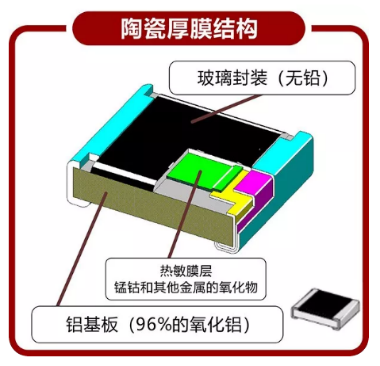 陶瓷厚膜结构
玻璃封装（无铅）
热敏膜层
锰钴和其他金属的氧化物
铝基板（96%的氧化铝）